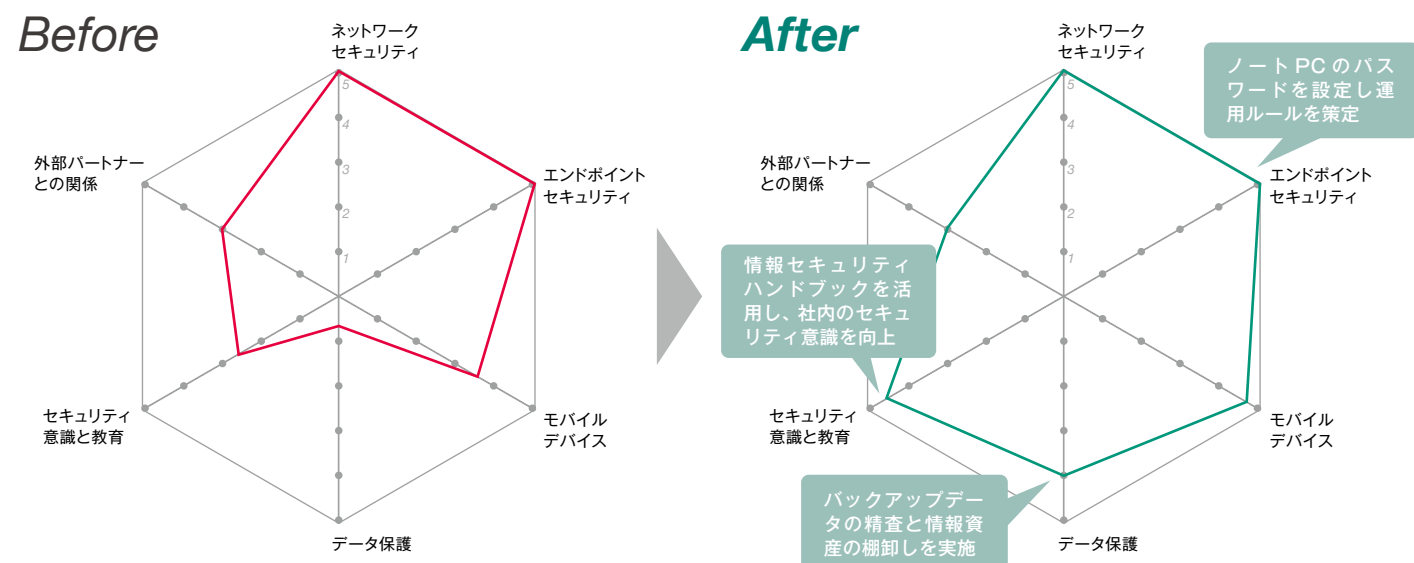 Before
ネットワーク
セキュリティ
5
4
3
2
1
外部パートナー
との関係
エンドポイント
セキュリティ
セキュリティ
意識と教育
モバイル
デバイス
データ保護
After
ネットワーク
セキュリティ
5
4
3
2
1
ノート PC のパス
ワードを設定し運
用ルールを策定
外部パートナー
との関係
エンドポイント
セキュリティ
情報セキュリティ
ハンドブックを活
用し、社内のセキュ
リティ意識を向上
セキュリティ
意識と教育
モバイル
デバイス
バックアップデー
タの精査と情報資
産の棚卸しを実施
データ保護